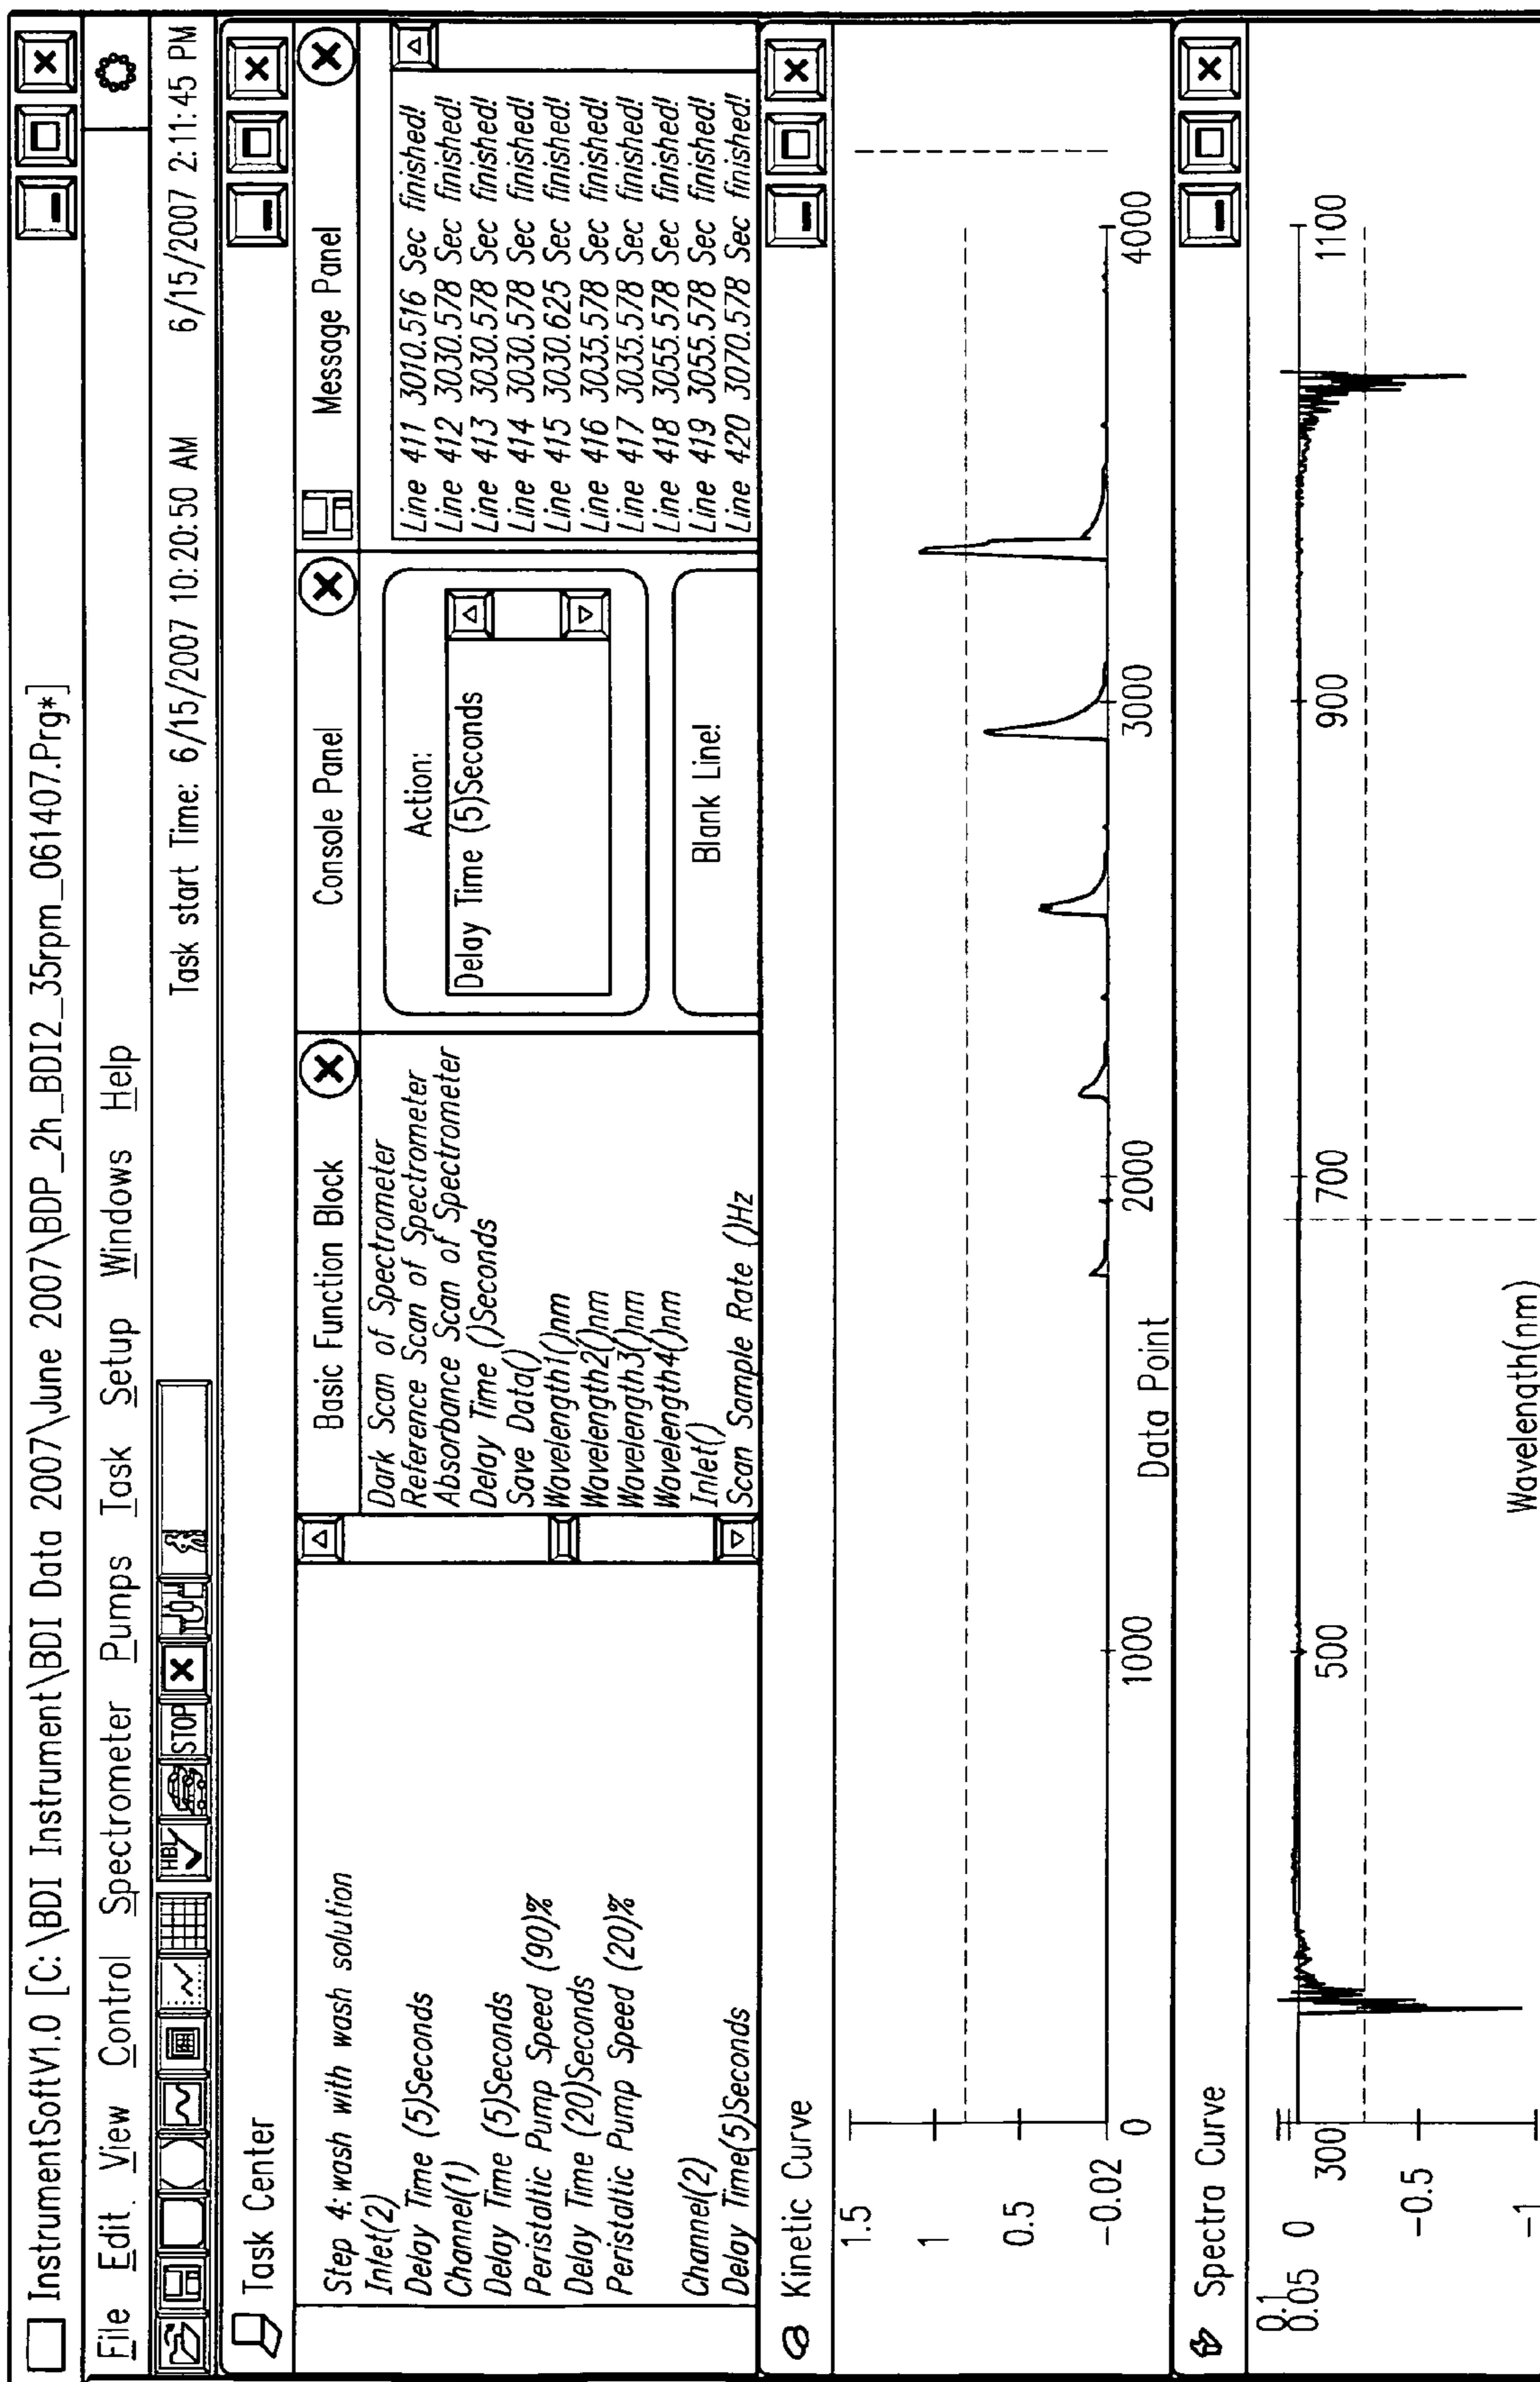 InstrumentSoftV1.0 [C:\BDI Instrument\BDI Data 2007\June 2007\BDP_2h_BDI2_35rpm_061407.Prg*]
File Edit View Control Spectrometer Pumps Task Setup Windows Help
HBL STOP
Task start Time: 6/15/2007 10:20:50 AM 6/15/2007 2:11:45 PM
Task Center
Step 4: wash with wash solution
Inlet(2)
Delay Time (5)Seconds
Channel(1)
Delay Time (5)Seconds
Peristaltic Pump Speed (90)%
Delay Time (20)Seconds
Peristaltic Pump Speed (20)%
Channel(2)
Delay Time(5)Seconds
Basic Function Block
Dark Scan of Spectrometer
Reference Scan of Spectrometer
Absorbance Scan of Spectrometer
Delay Time ()Seconds
Save Data()
Wavelength1()nm
Wavelength2()nm
Wavelength3()nm
Wavelength4()nm
Inlet()
Scan Sample Rate ()Hz
Console Panel
Action:
Delay Time (5)Seconds
Blank Line!
Message Panel
Line 411 3010.516 Sec finished!
Line 412 3030.578 Sec finished!
Line 413 3030.578 Sec finished!
Line 414 3030.578 Sec finished!
Line 415 3030.625 Sec finished!
Line 416 3035.578 Sec finished!
Line 417 3035.578 Sec finished!
Line 418 3055.578 Sec finished!
Line 419 3055.578 Sec finished!
Line 420 3070.578 Sec finished!
Kinetic Curve
1.5
1
0.5
-0.02
0 1000 2000 3000 4000
Data Point
Spectra Curve
0.1
0.05
0
300 500 700 900 1100
-0.5
-1
Wavelength(nm)